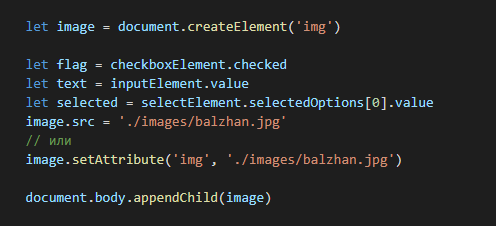 let image = document.createElement('img')
let flag = checkboxElement.checked
let text = inputElement.value
let selected = selectElement.selectedOptions[0].value
image.src = './images/balzhan.jpg'
// или
image.setAttribute('img', './images/balzhan.jpg')
document.body.appendChild(image)